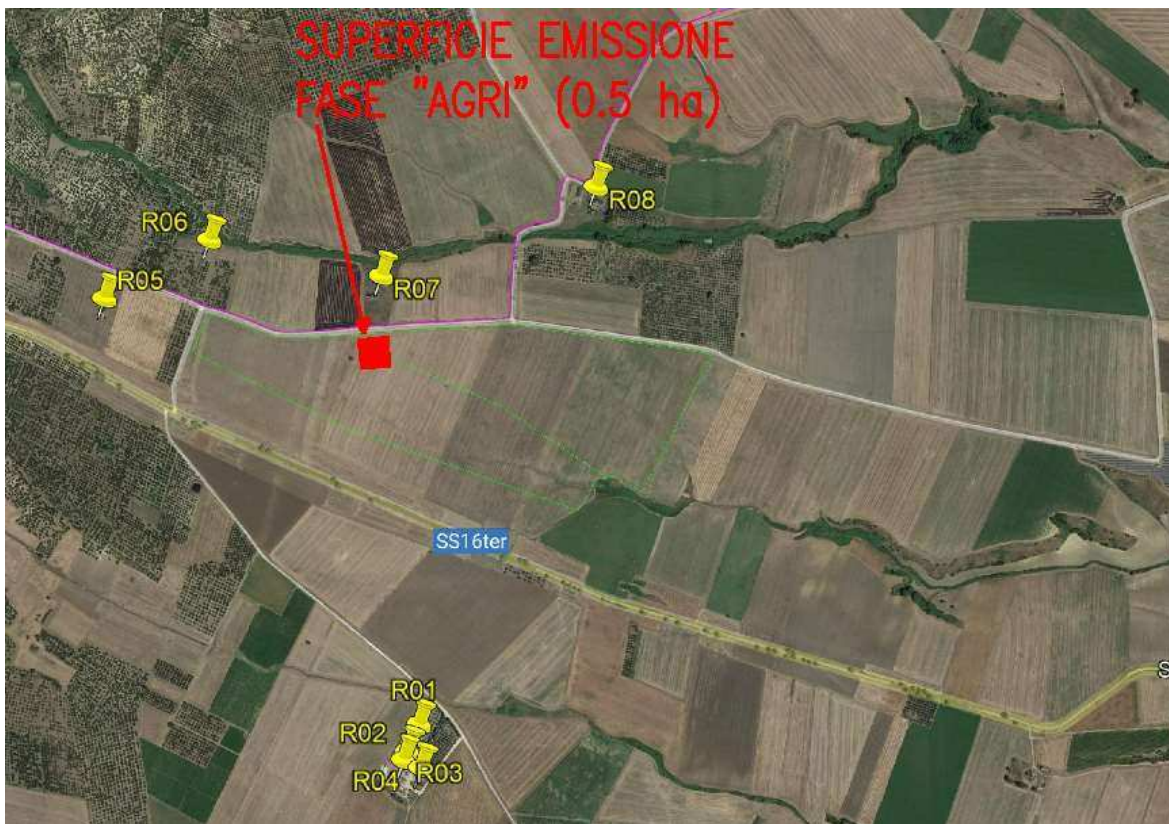 SUPERFICIE EMISSIONE
FASE "AGRI" (0.5 ha)
R08
R06
R07
R05
SS16ter
S
R01
R02
R03
R04